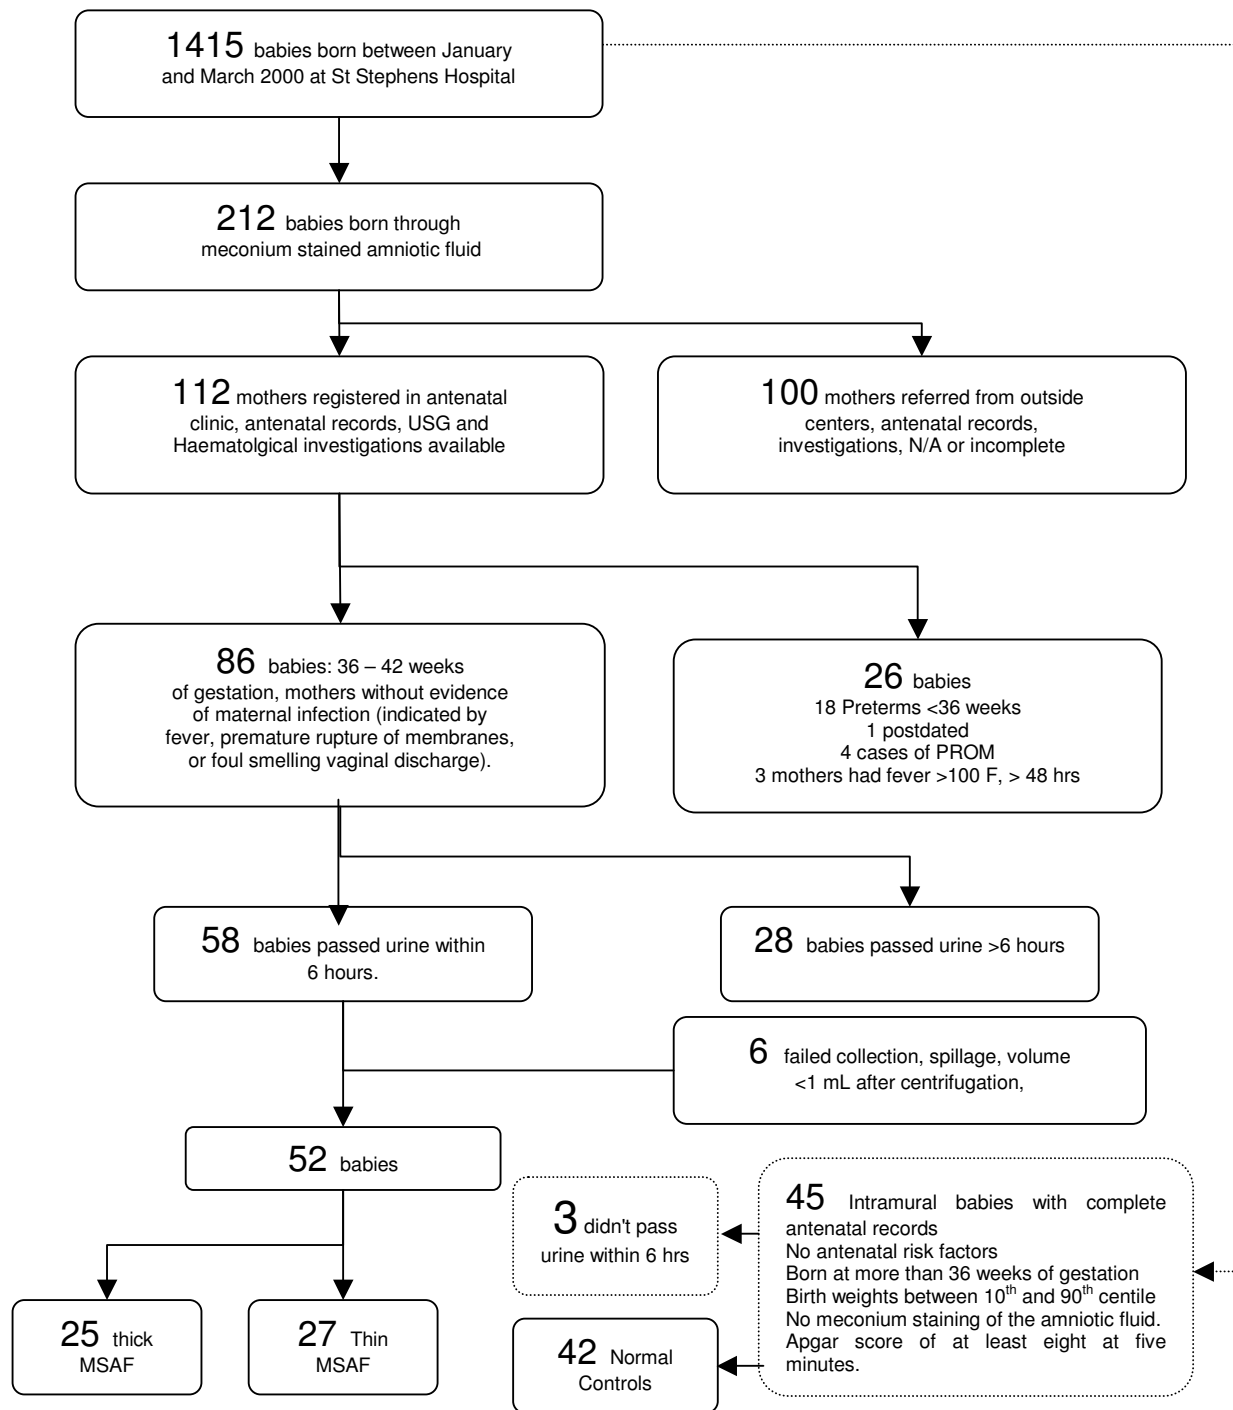 1415 babies born between January
and March 2000 at St Stephens Hospital
212 babies born through
meconium stained amniotic fluid
112 mothers registered in antenatal
clinic, antenatal records, USG and
Haematolgical investigations available
100 mothers referred from outside
centers, antenatal records,
investigations, N/A or incomplete
86 babies: 36 – 42 weeks
of gestation, mothers without evidence
of maternal infection (indicated by
fever, premature rupture of membranes,
or foul smelling vaginal discharge).
26 babies
18 Preterms <36 weeks
1 postdated
4 cases of PROM
3 mothers had fever >100 F, > 48 hrs
58 babies passed urine within
6 hours.
28 babies passed urine >6 hours
6 failed collection, spillage, volume
<1 mL after centrifugation,
52 babies
3 didn't pass
urine within 6 hrs
45 Intramural babies with complete
antenatal records
No antenatal risk factors
Born at more than 36 weeks of gestation
Birth weights between 10th and 90th centile
No meconium staining of the amniotic fluid.
Apgar score of at least eight at five
minutes.
25 thick
MSAF
27 Thin
MSAF
42 Normal
Controls